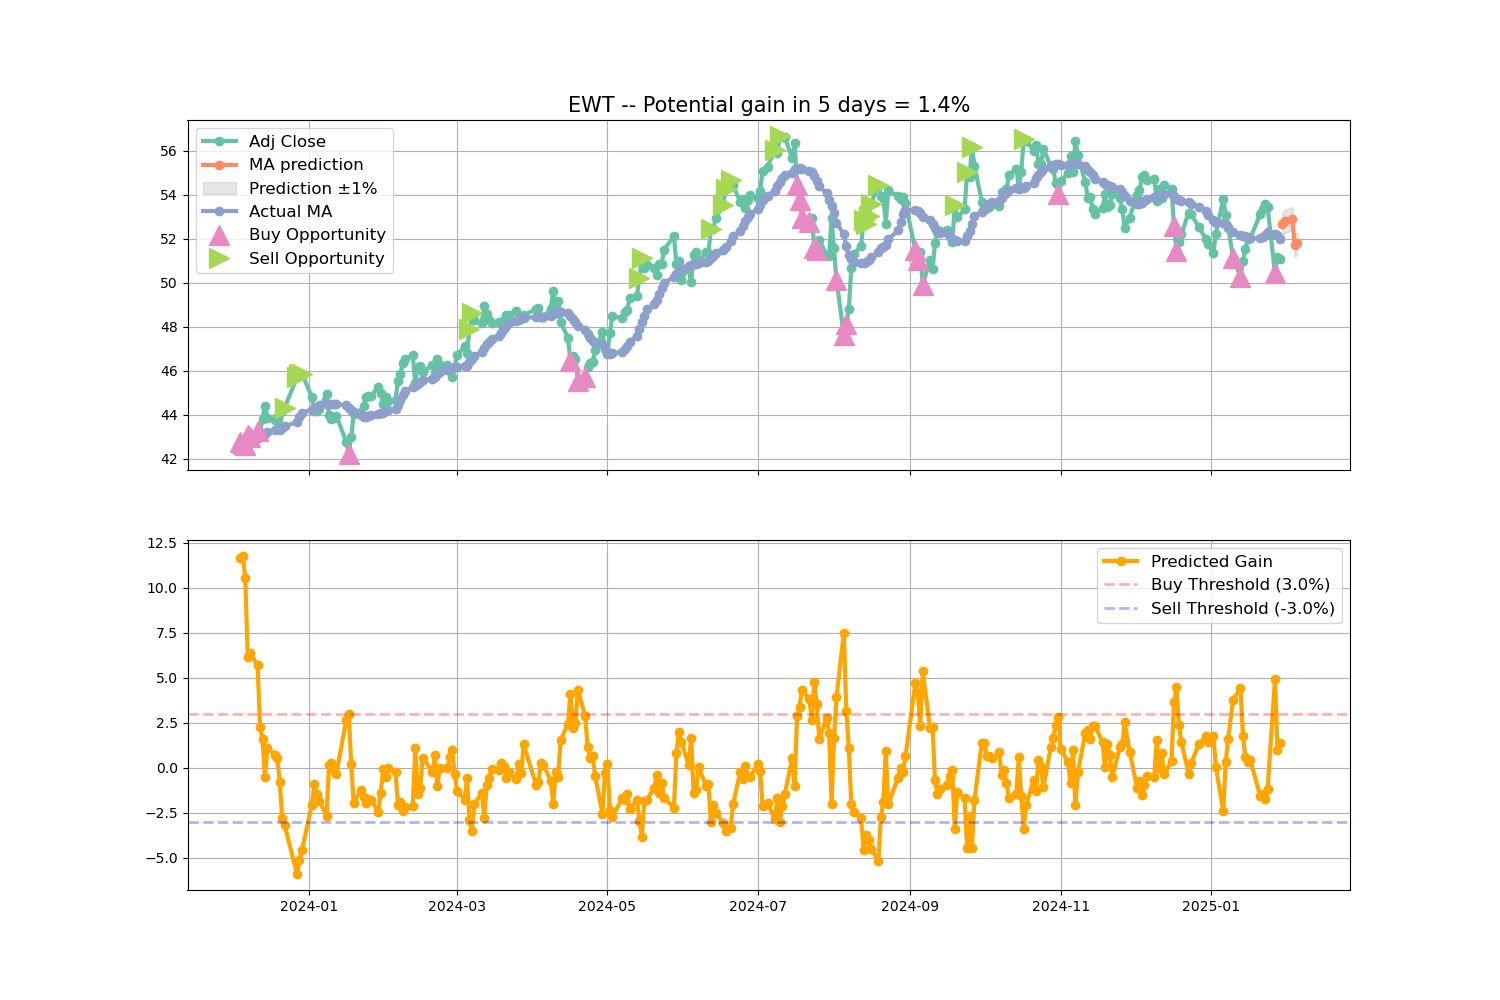 EWT -- Potential gain in 5 days = 1.4%
56
54
52
50
48
46
44
42
Adj Close
MA prediction
Prediction ±1%
Actual MA
Buy Opportunity
Sell Opportunity
12.5
10.0
7.5
5.0
2.5
0.0
−2.5
−5.0
Predicted Gain
Buy Threshold (3.0%)
Sell Threshold (-3.0%)
2024-01
2024-03
2024-05
2024-07
2024-09
2024-11
2025-01